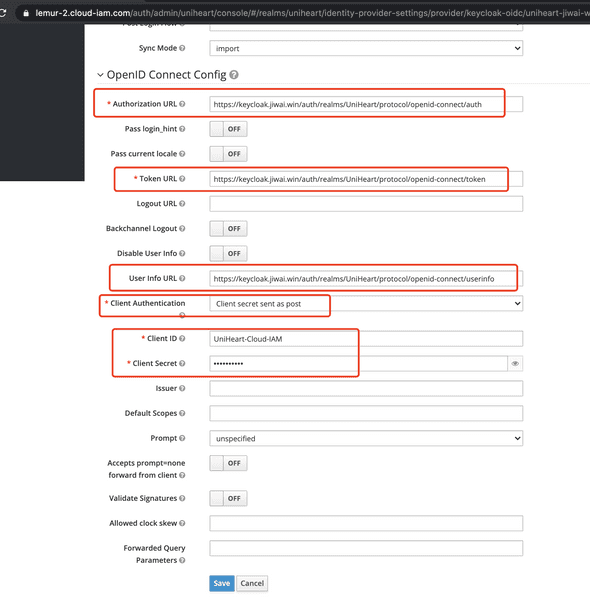 lemur-2.cloud-iam.com/auth/admin/uniheart/console/#/realms/uniheart/identity-provider-settings/provider/keycloak-oidc/uniheart-jiwai-w
Sync Mode
import
OpenID Connect Config
* Authorization URL
https://keycloak.jiwai.win/auth/realms/UniHeart/protocol/openid-connect/auth
Pass login_hint
OFF
Pass current locale
OFF
* Token URL
https://keycloak.jiwai.win/auth/realms/UniHeart/protocol/openid-connect/token
Logout URL
Backchannel Logout
OFF
Disable User Info
OFF
User Info URL
https://keycloak.jiwai.win/auth/realms/UniHeart/protocol/openid-connect/userinfo
* Client Authentication
Client secret sent as post
* Client ID
UniHeart-Cloud-IAM
* Client Secret
••••••••••
Issuer
Default Scopes
Prompt
unspecified
Accepts prompt=none
forward from client
OFF
Validate Signatures
OFF
Allowed clock skew
Forwarded Query
Parameters
Save
Cancel